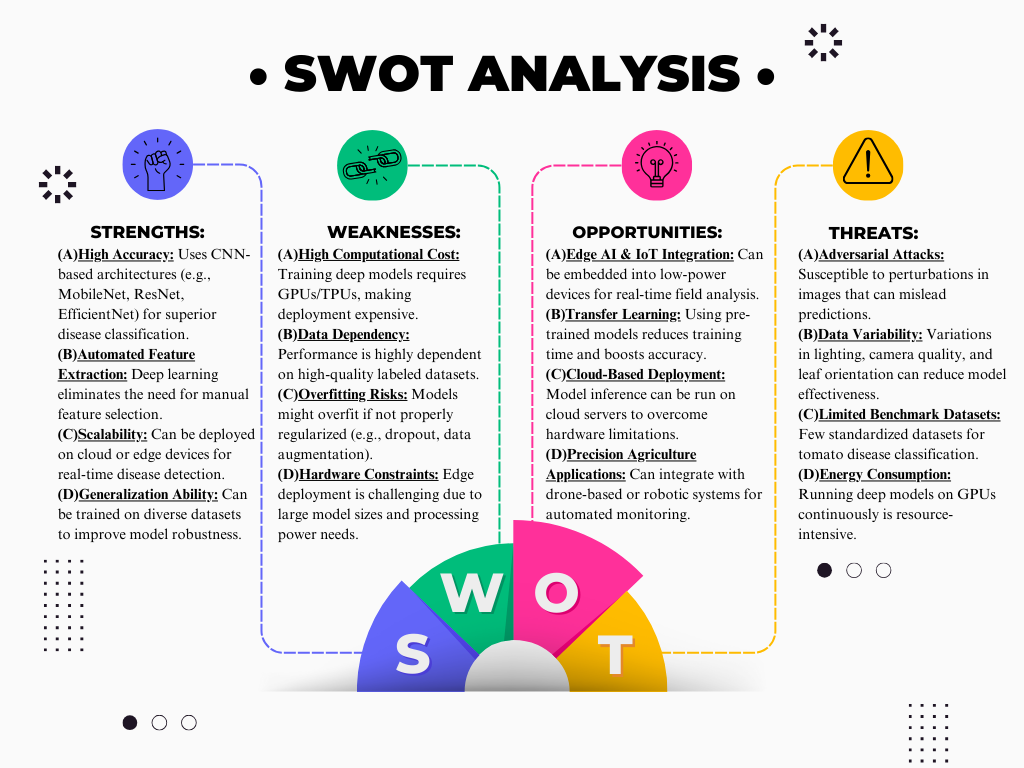 • SWOT ANALYSIS •
STRENGTHS:
(A)High Accuracy: Uses CNN-
based architectures (e.g.,
MobileNet, ResNet,
EfficientNet) for superior
disease classification.
(B)Automated Feature
Extraction: Deep learning
eliminates the need for manual
feature selection.
(C)Scalability: Can be deployed
on cloud or edge devices for
real-time disease detection.
(D)Generalization Ability: Can
be trained on diverse datasets
to improve model robustness.
WEAKNESSES:
(A)High Computational Cost:
Training deep models requires
GPUs/TPUs, making
deployment expensive.
(B)Data Dependency:
Performance is highly dependent
on high-quality labeled datasets.
(C)Overfitting Risks: Models
might overfit if not properly
regularized (e.g., dropout, data
augmentation).
(D)Hardware Constraints: Edge
deployment is challenging due to
large model sizes and processing
power needs.
OPPORTUNITIES:
(A)Edge AI & IoT Integration: Can
be embedded into low-power
devices for real-time field analysis.
(B)Transfer Learning: Using pre-
trained models reduces training
time and boosts accuracy.
(C)Cloud-Based Deployment:
Model inference can be run on
cloud servers to overcome
hardware limitations.
(D)Precision Agriculture
Applications: Can integrate with
drone-based or robotic systems for
automated monitoring.
THREATS:
(A)Adversarial Attacks:
Susceptible to perturbations in
images that can mislead
predictions.
(B)Data Variability: Variations
in lighting, camera quality, and
leaf orientation can reduce model
effectiveness.
(C)Limited Benchmark Datasets:
Few standardized datasets for
tomato disease classification.
(D)Energy Consumption:
Running deep models on GPUs
continuously is resource-
intensive.
S
W
O
T